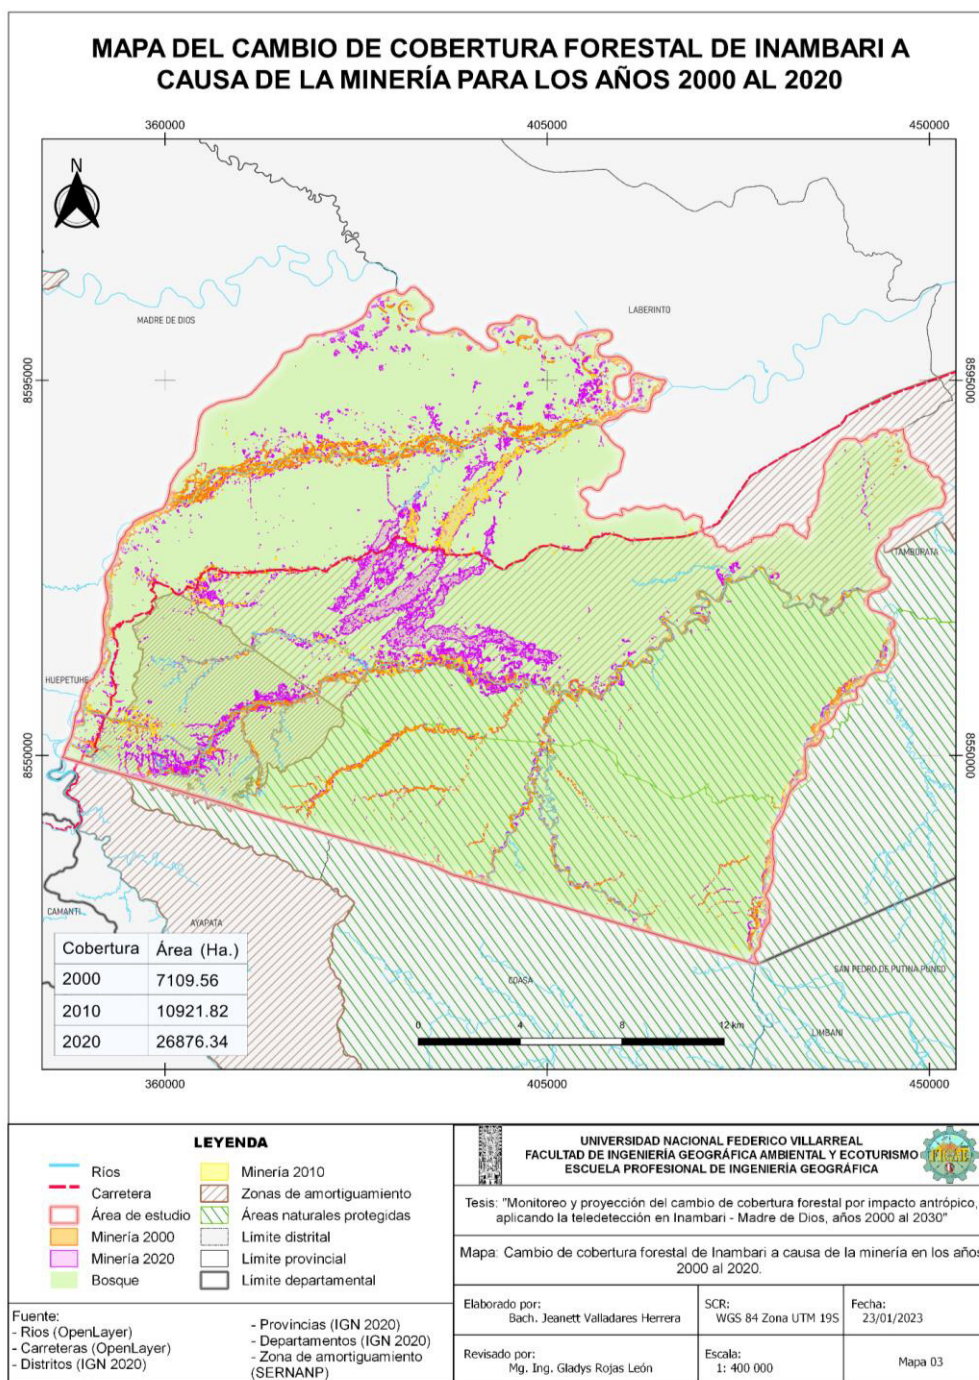 MAPA DEL CAMBIO DE COBERTURA FORESTAL DE INAMBARI A
CAUSA DE LA MINERÍA PARA LOS AÑOS 2000 AL 2020
360000
405000
450000
N
MADRE DE DIOS
LABERINTO
8595000
8595000
TAMBOPATA
HUEPETUHE
8550000
8550000
CAMANTI
AYAPATA
COASA
SAN PEDRO DE PUTINA PUNCO
LIMBANI
Cobertura Área (Ha.)
2000 7109.56
2010 10921.82
2020 26876.34
0 4 8 12 km
360000
405000
450000
LEYENDA
Ríos
Carretera
Área de estudio
Minería 2000
Minería 2020
Bosque
Minería 2010
Zonas de amortiguamiento
Áreas naturales protegidas
Límite distrital
Límite provincial
Límite departamental
Fuente:
- Rios (OpenLayer)
- Carreteras (OpenLayer)
- Distritos (IGN 2020)
- Provincias (IGN 2020)
- Departamentos (IGN 2020)
- Zona de amortiguamiento
(SERNANP)
UNIVERSIDAD NACIONAL FEDERICO VILLARREAL
FACULTAD DE INGENIERÍA GEOGRÁFICA AMBIENTAL Y ECOTURISMO
ESCUELA PROFESIONAL DE INGENIERÍA GEOGRÁFICA
FIGAE
Tesis: "Monitoreo y proyección del cambio de cobertura forestal por impacto antrópico,
aplicando la teledetección en Inambari - Madre de Dios, años 2000 al 2030"
Mapa: Cambio de cobertura forestal de Inambari a causa de la minería en los años
2000 al 2020.
Elaborado por:
Bach. Jeanett Valladares Herrera
SCR:
WGS 84 Zona UTM 19S
Fecha:
23/01/2023
Revisado por:
Mg. Ing. Gladys Rojas León
Escala:
1: 400 000
Mapa 03